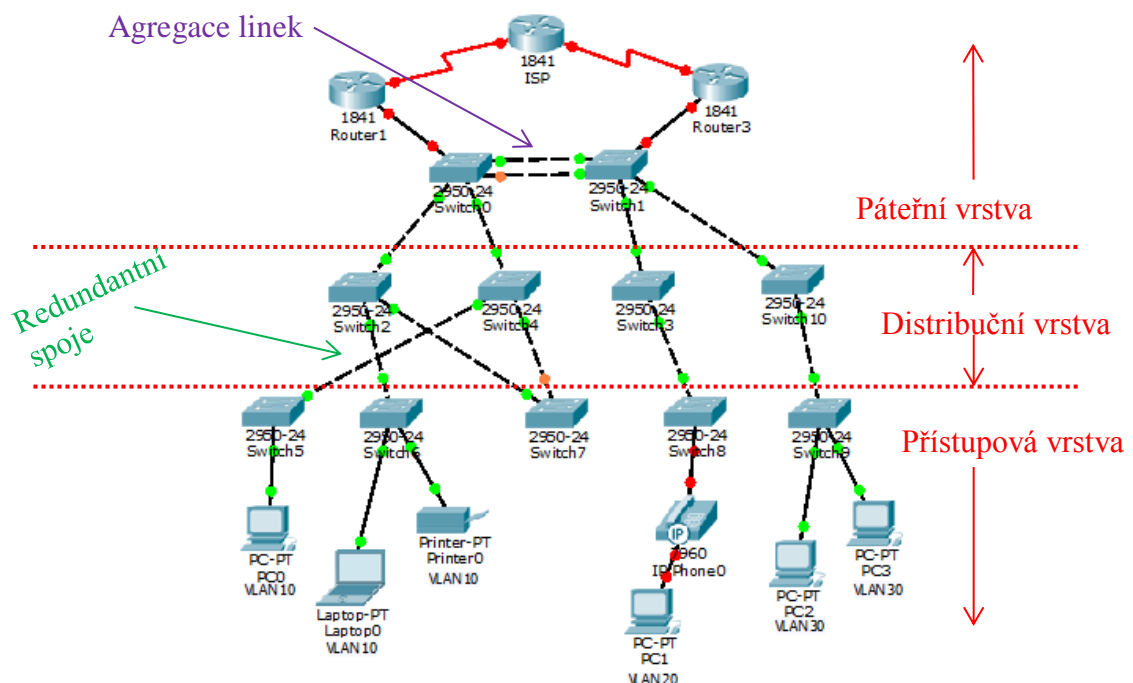 Agregace linek
1841
ISP
1841
Router1
1841
Router3
2950-24
Switch0
2950-24
Switch1
Páteřní vrstva
Redundantní
spoje
2950-24
Switch2
2950-24
Switch4
2950-24
Switch3
2950-24
Switch10
Distribuční vrstva
2950-24
Switch5
2950-24
Switch6
2950-24
Switch7
2950-24
Switch8
2950-24
Switch9
Přístupová vrstva
PC-PT
PC0
VLAN10
Printer-PT
Printer0
VLAN10
Laptop-PT
Laptop0
VLAN10
IP
7960
IP Phone0
PC-PT
PC1
VLAN20
PC-PT
PC2
VLAN30
PC-PT
PC3
VLAN30